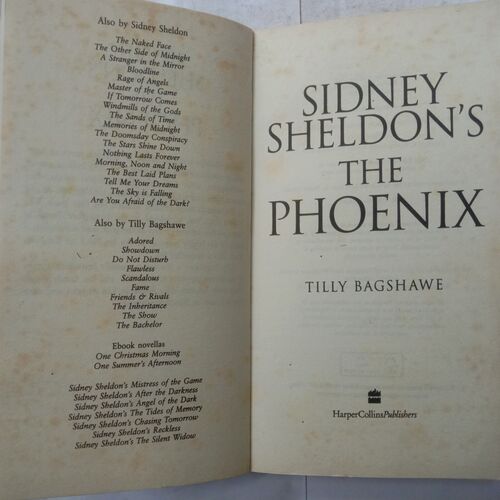 Also by Sidney Sheldon
The Naked Face
The Other Side of Midnight
A Stranger in the Mirror
Bloodline
Rage of Angels
Master of the Game
If Tomorrow Comes
Windmills of the Gods
The Sands of Time
Memories of Midnight
The Doomsday Conspiracy
The Stars Shine Down
Nothing Lasts Forever
Morning, Noon and Night
The Best Laid Plans
Tell Me Your Dreams
The Sky is Falling
Are You Afraid of the Dark?
Also by Tilly Bagshawe
Adored
Showdown
Do Not Disturb
Flawless
Scandalous
Fame
Friends & Rivals
The Inheritance
The Show
The Bachelor
Ebook novellas
One Christmas Morning
One Summer's Afternoon
Sidney Sheldon's Mistress of the Game
Sidney Sheldon's After the Darkness
Sidney Sheldon's Angel of the Dark
Sidney Sheldon's The Tides of Memory
Sidney Sheldon's Chasing Tomorrow
Sidney Sheldon's Reckless
Sidney Sheldon's The Silent Widow
SIDNEY
SHELDON'S
THE
PHOENIX
TILLY BAGSHAWE
HarperCollinsPublishers